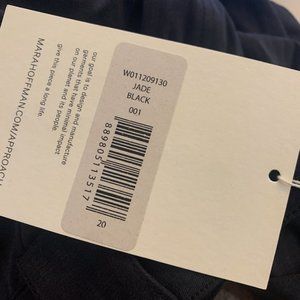 our goal is to design and manufacture
garments that have minimal impact
on our planet and its people.
give this piece a long life.
MARAHOFFMAN.COM/APPROACH
W011209130
JADE
BLACK
001
889805113517
20